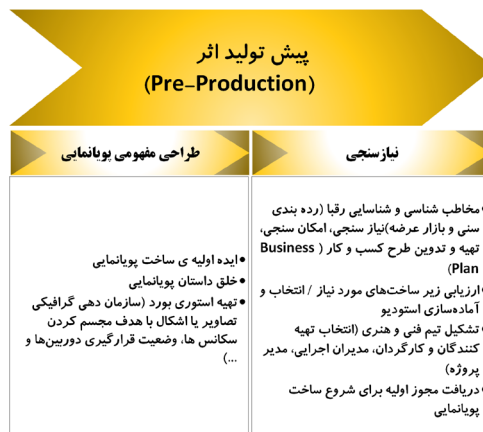 پیش تولید اثر
(Pre-Production)
نیازسنجی
•مخاطب شناسی و شناسایی رقبا (رده بندی
سنی و بازار عرضه)نیاز سنجی، امکان سنجی،
تهیه و تدوین طرح کسب و کار ( Business
Plan)
•ارزیابی زیر ساخت‌های مورد نیاز / انتخاب و
آماده‌سازی استودیو
•تشکیل تیم فنی و هنری (انتخاب تهیه
کنندگان و کارگردان، مدیران اجرایی، مدیر
پروژه)
•دریافت مجوز اولیه برای شروع ساخت
پویانمایی
طراحی مفهومی پویانمایی
•ایده اولیه ی ساخت پویانمایی
•خلق داستان پویانمایی
•تهیه استوری بورد (سازمان دهی گرافیکی
تصاویر یا اشکال با هدف مجسم کردن
سکانس ها، وضعیت قرارگیری دوربین‌ها و
...)